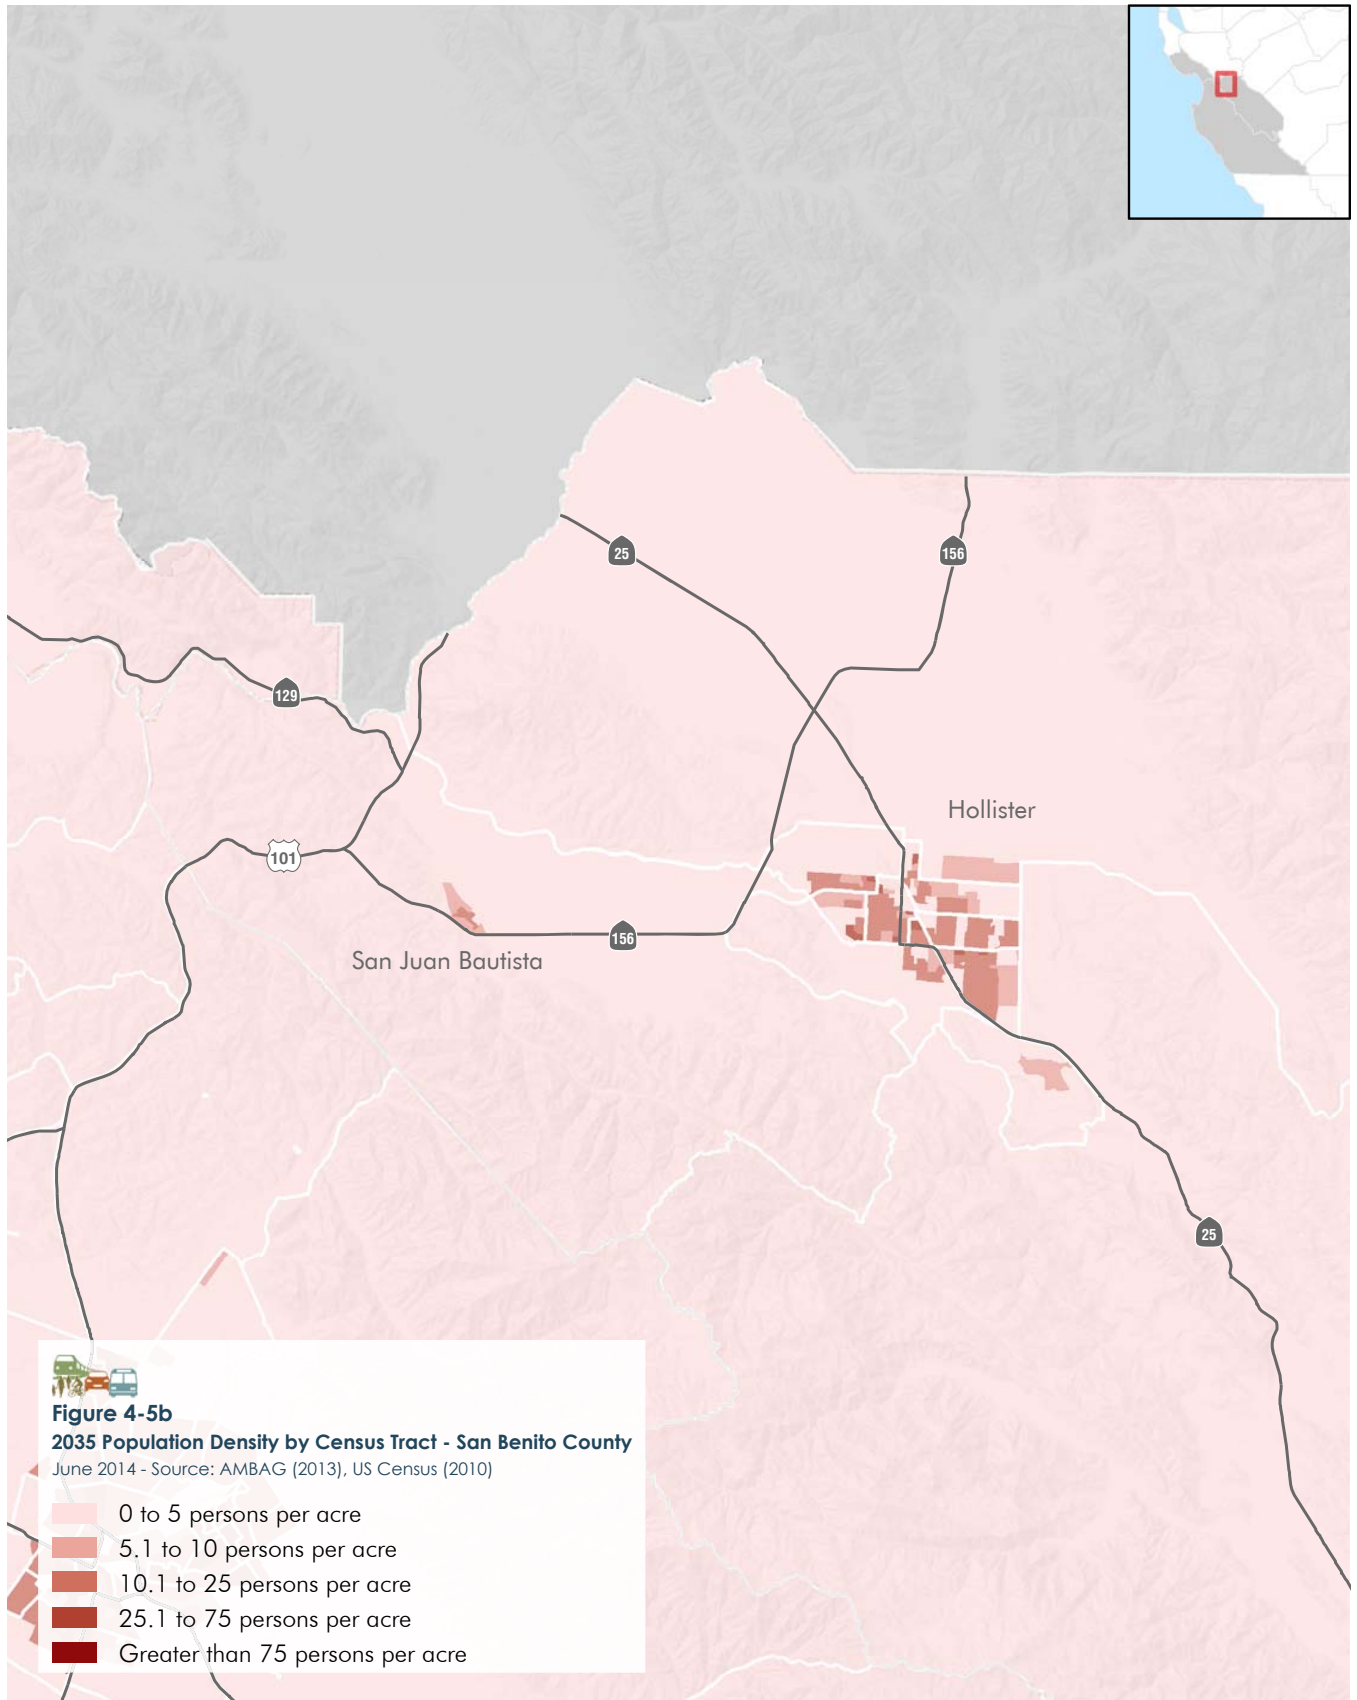 25
156
129
Hollister
101
156
San Juan Bautista
25
Figure 4-5b
2035 Population Density by Census Tract - San Benito County
June 2014 - Source: AMBAG (2013), US Census (2010)
0 to 5 persons per acre
5.1 to 10 persons per acre
10.1 to 25 persons per acre
25.1 to 75 persons per acre
Greater than 75 persons per acre